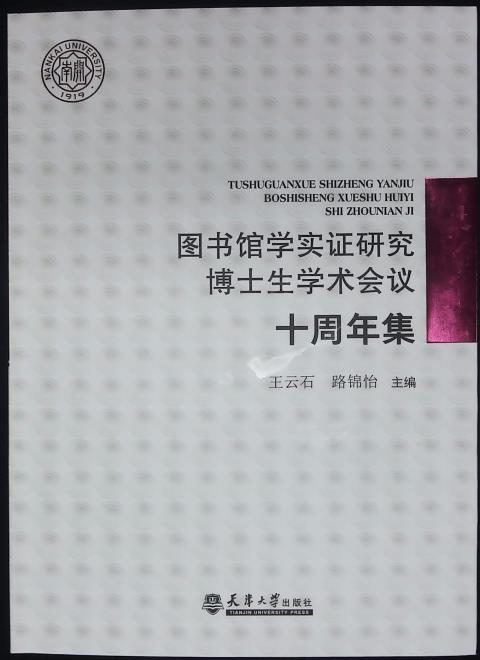 NANKAI UNIVERSITY
南開
1919
TUSHUGUANXUE SHIZHENG YANJIU
BOSHISHENG XUESHU HUIYI
SHI ZHOUNIAN JI
图书馆学实证研究
博士生学术会议
十周年集
王云石 路锦怡 主编
天津大学出版社
TIANJIN UNIVERSITY PRESS